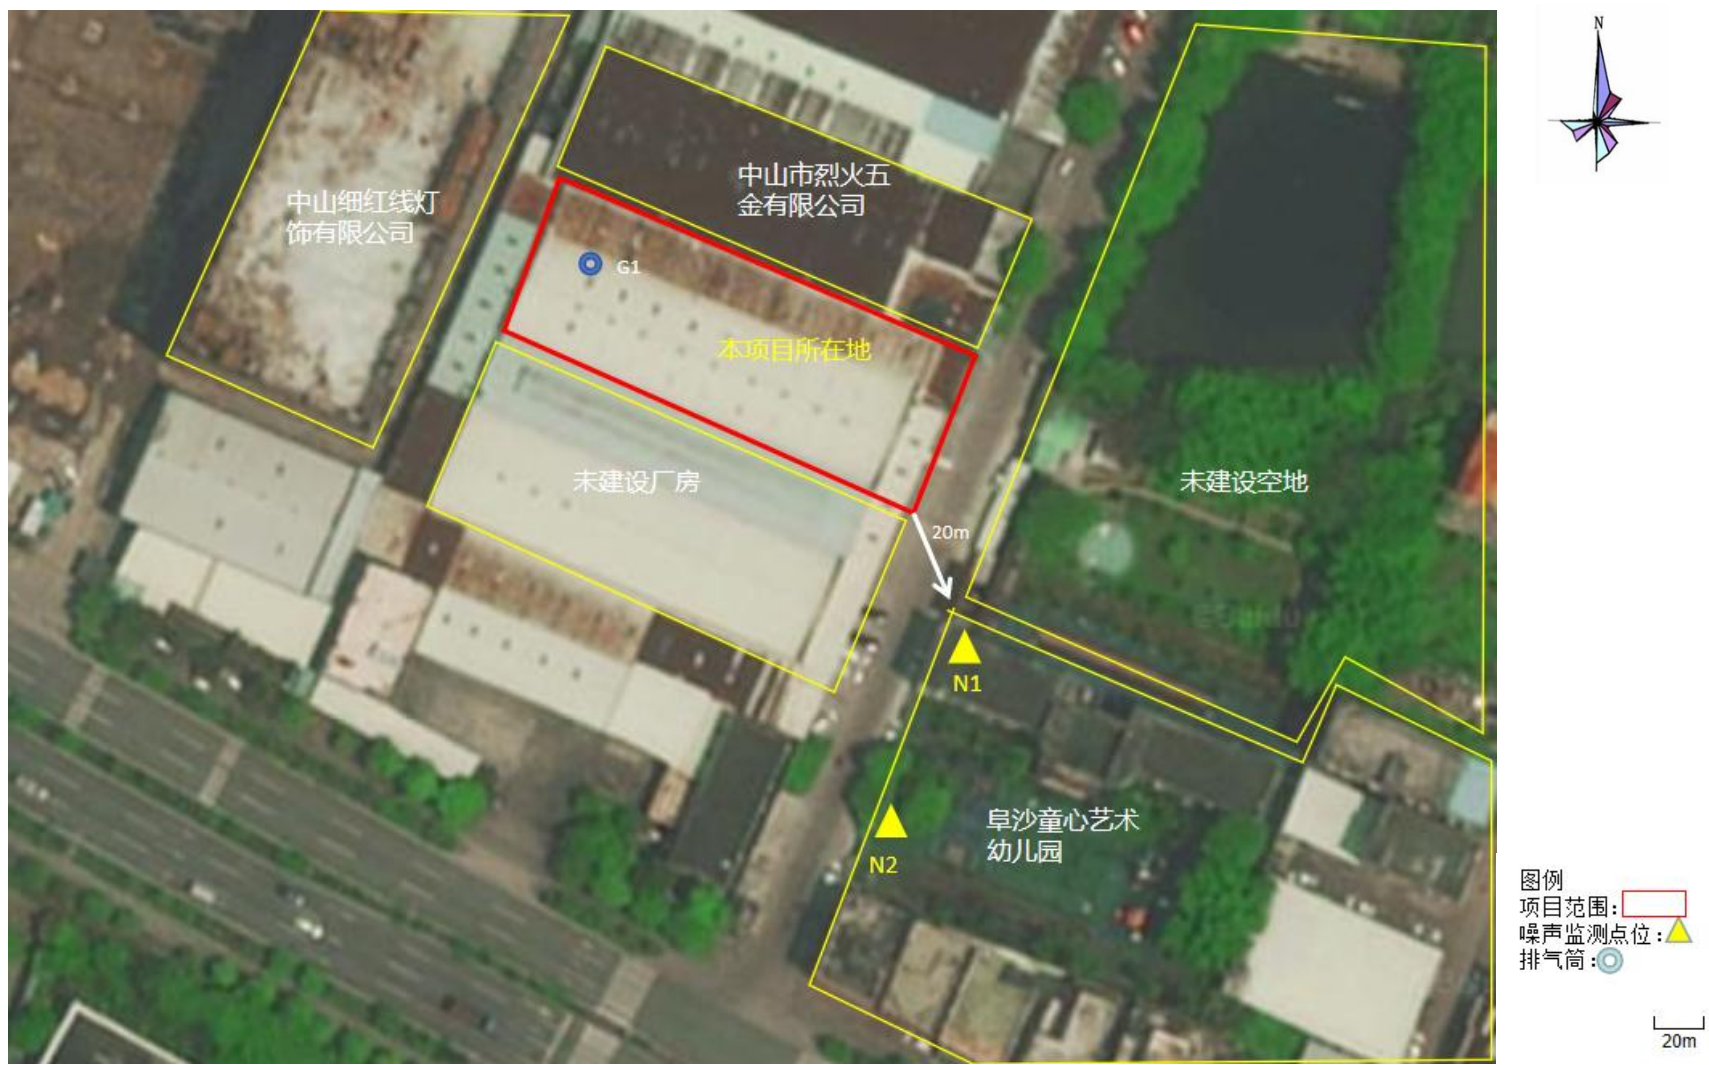 N
中山市烈火五
金有限公司
中山细红线灯
饰有限公司
G1
本项目所在地
未建设厂房
未建设空地
20m
N1
阜沙童心艺术
幼儿园
N2
图例
项目范围：
噪声监测点位：
排气筒：
20m